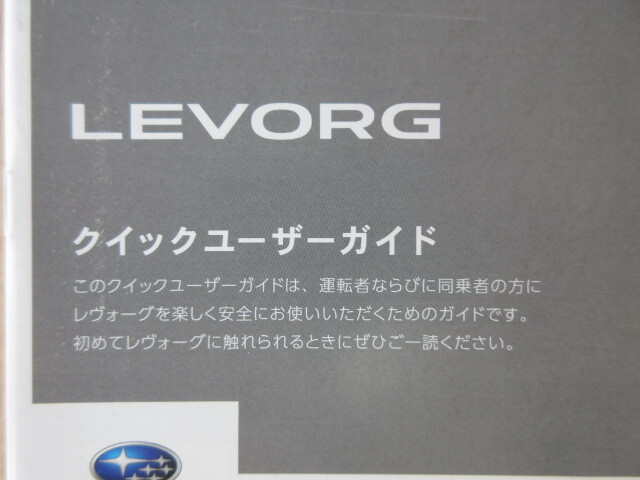 LEVORG
クイックユーザーガイド
このクイックユーザーガイドは、運転者ならびに同乗者の方に
レヴォーグを楽しく安全にお使いいただくためのガイドです。
初めてレヴォーグに触れられるときにぜひご一読ください。